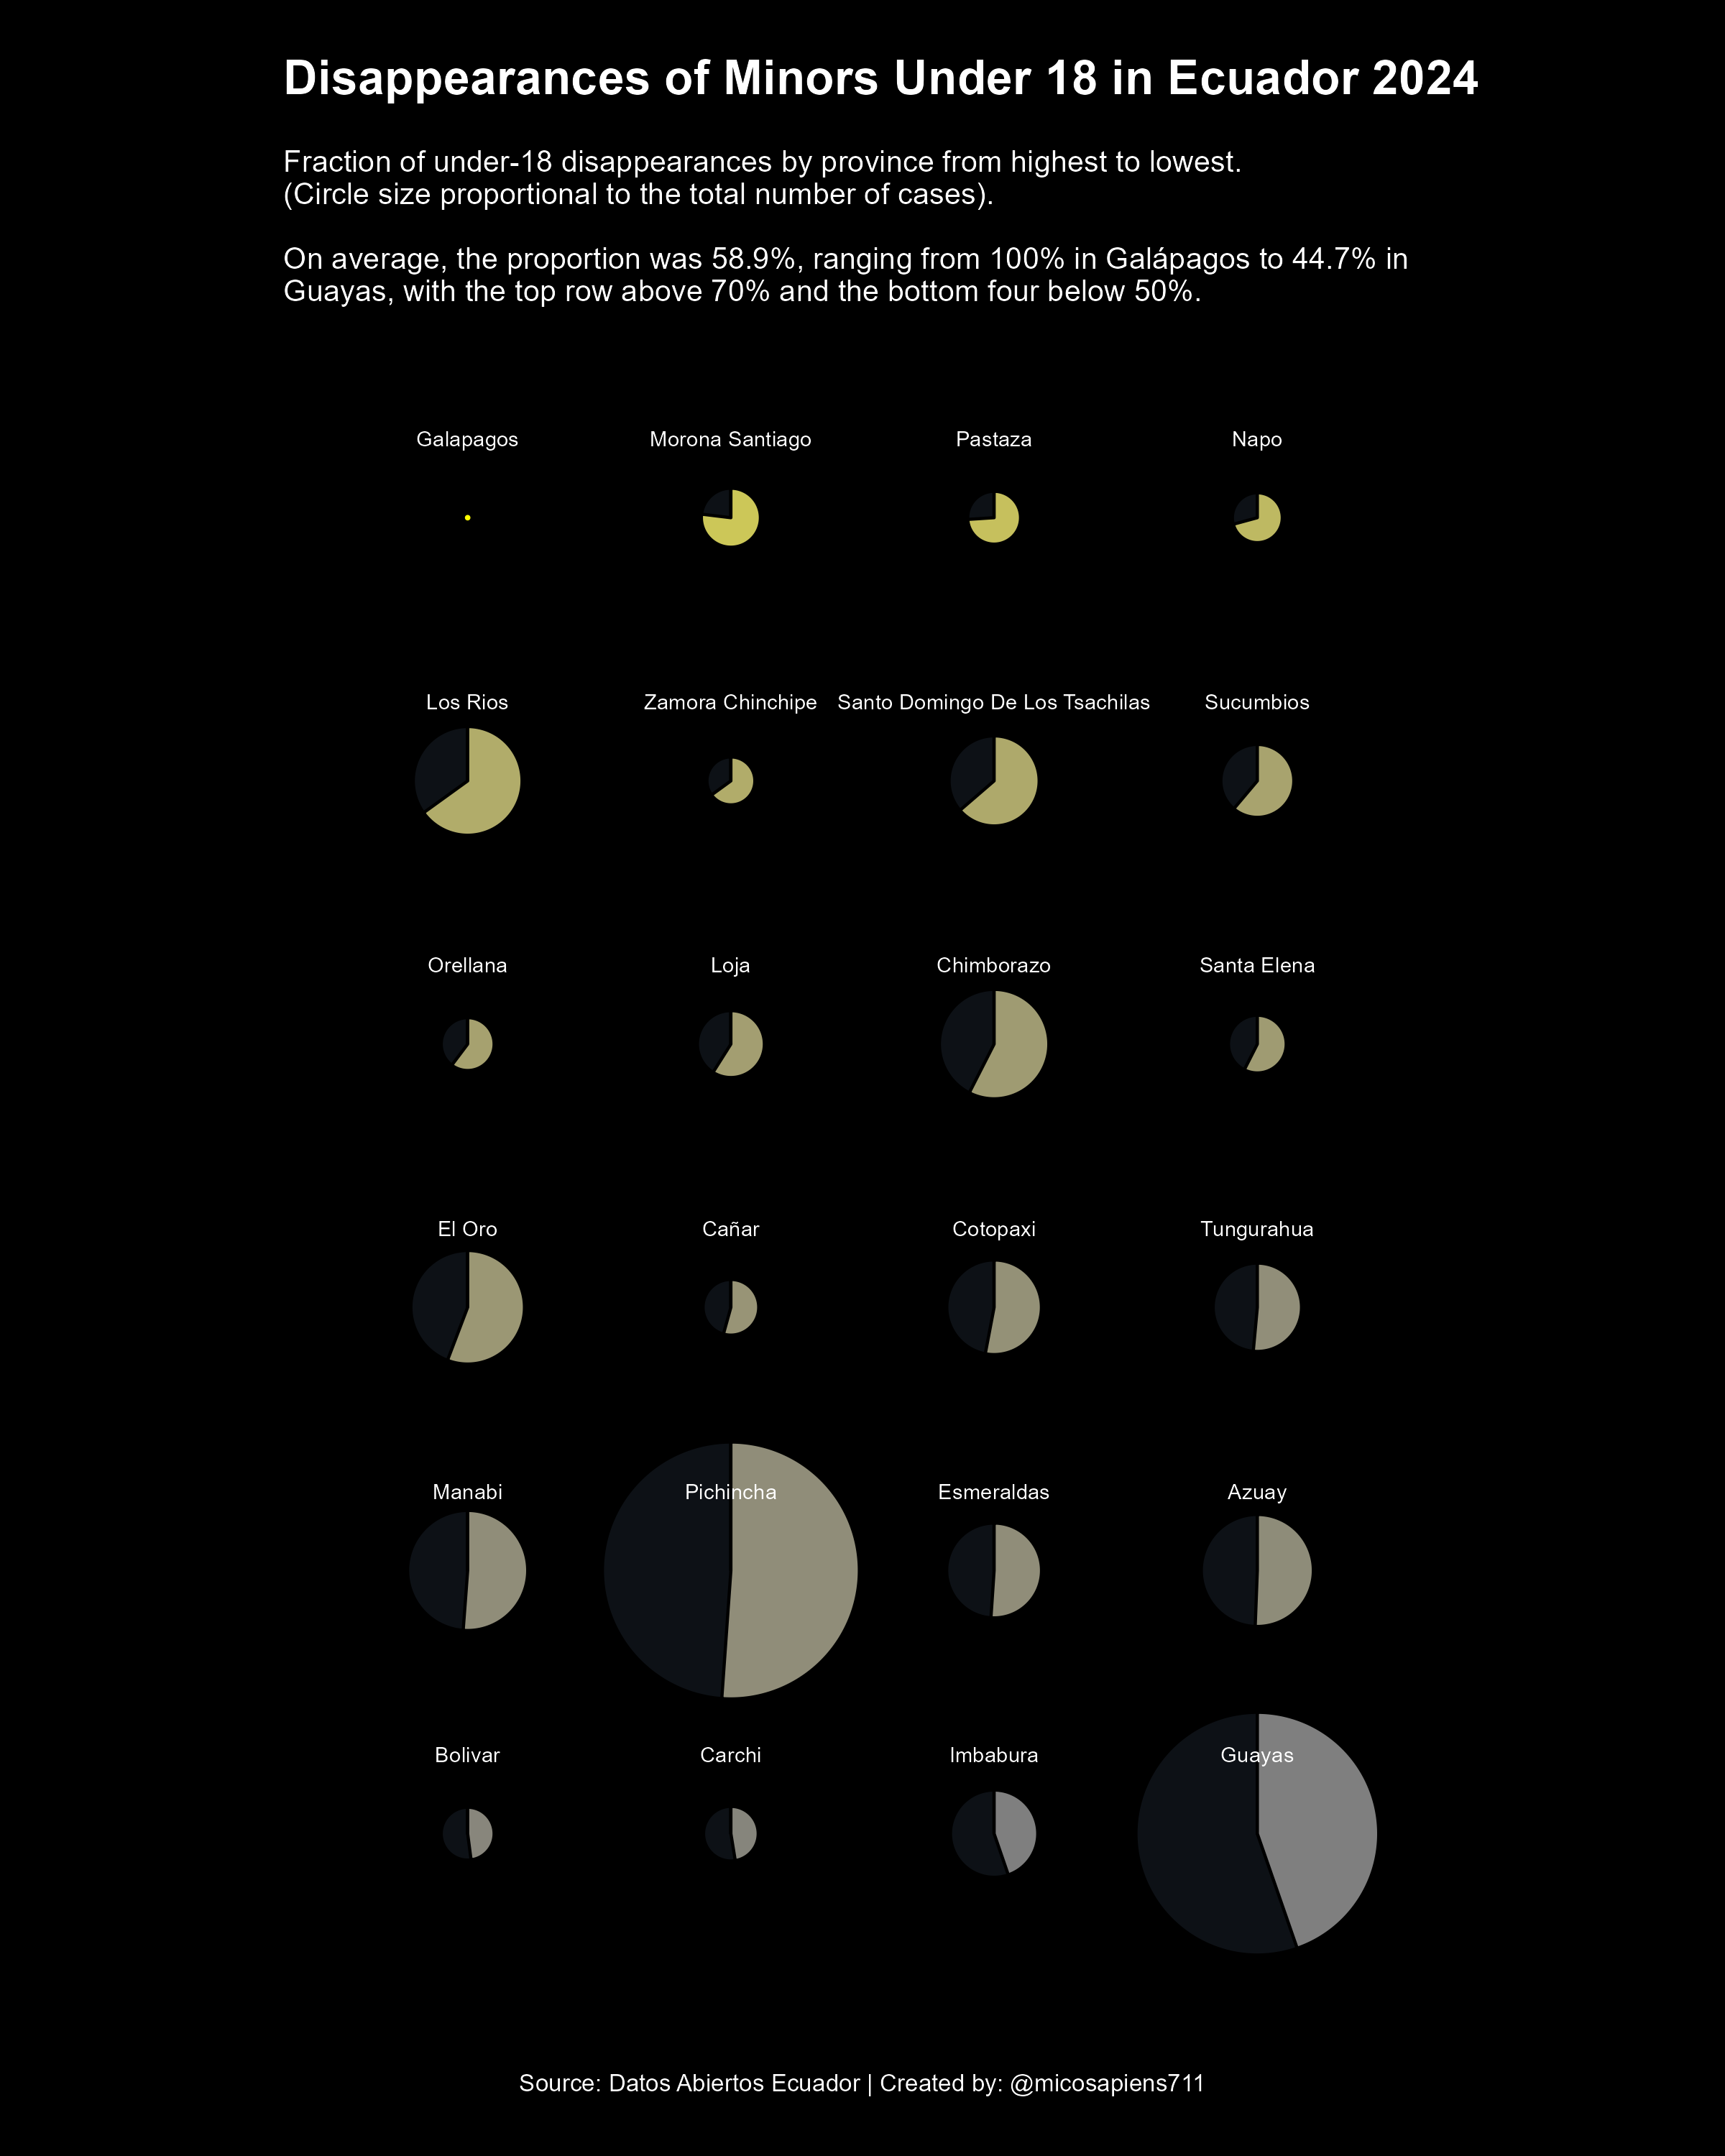 Disappearances of Minors Under 18 in Ecuador 2024
Fraction of under-18 disappearances by province from highest to lowest.
(Circle size proportional to the total number of cases).
On average, the proportion was 58.9%, ranging from 100% in Galápagos to 44.7% in
Guayas, with the top row above 70% and the bottom four below 50%.
Galapagos
Morona Santiago
Pastaza
Napo
Los Rios
Zamora Chinchipe
Santo Domingo De Los Tsachilas
Sucumbios
Orellana
Loja
Chimborazo
Santa Elena
El Oro
Cañar
Cotopaxi
Tungurahua
Manabi
Pichincha
Esmeraldas
Azuay
Bolivar
Carchi
Imbabura
Guayas
Source: Datos Abiertos Ecuador | Created by: @micosapiens711